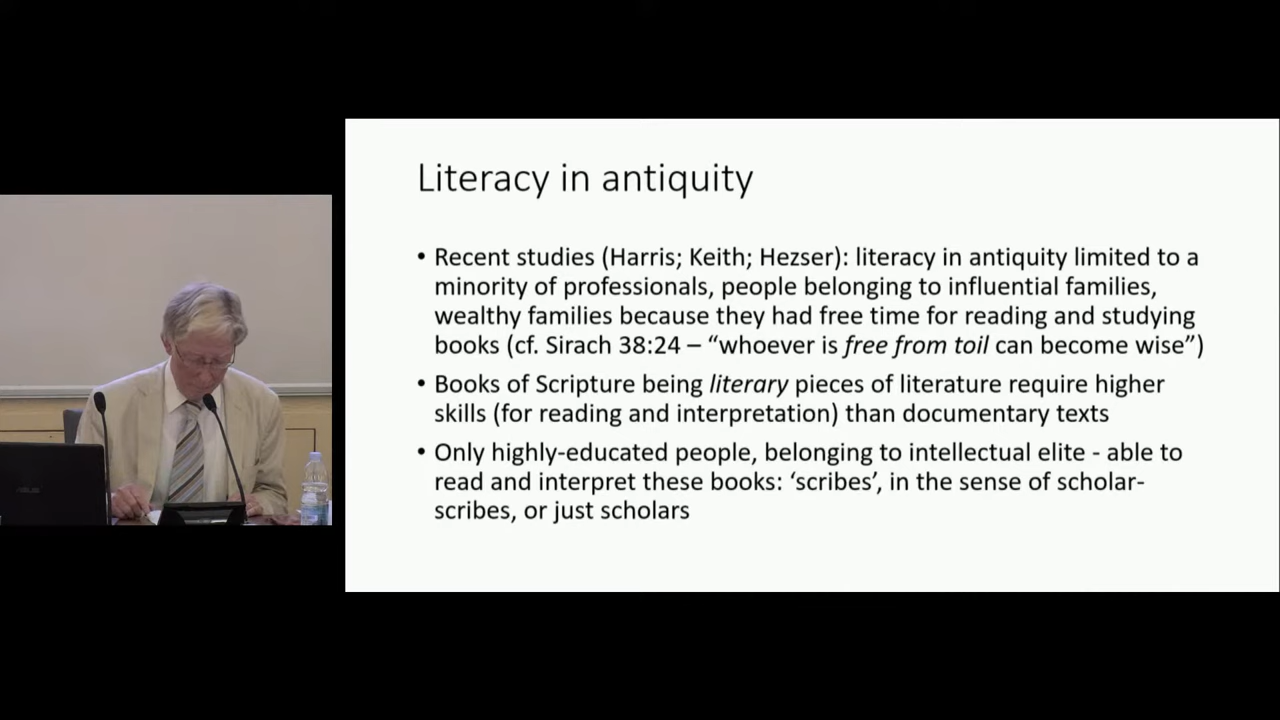 Literacy in antiquity
• Recent studies (Harris; Keith; Hezser): literacy in antiquity limited to a
minority of professionals, people belonging to influential families,
wealthy families because they had free time for reading and studying
books (cf. Sirach 38:24 – “whoever is free from toil can become wise”)
• Books of Scripture being literary pieces of literature require higher
skills (for reading and interpretation) than documentary texts
• Only highly-educated people, belonging to intellectual elite - able to
read and interpret these books: ‘scribes’, in the sense of scholar-
scribes, or just scholars